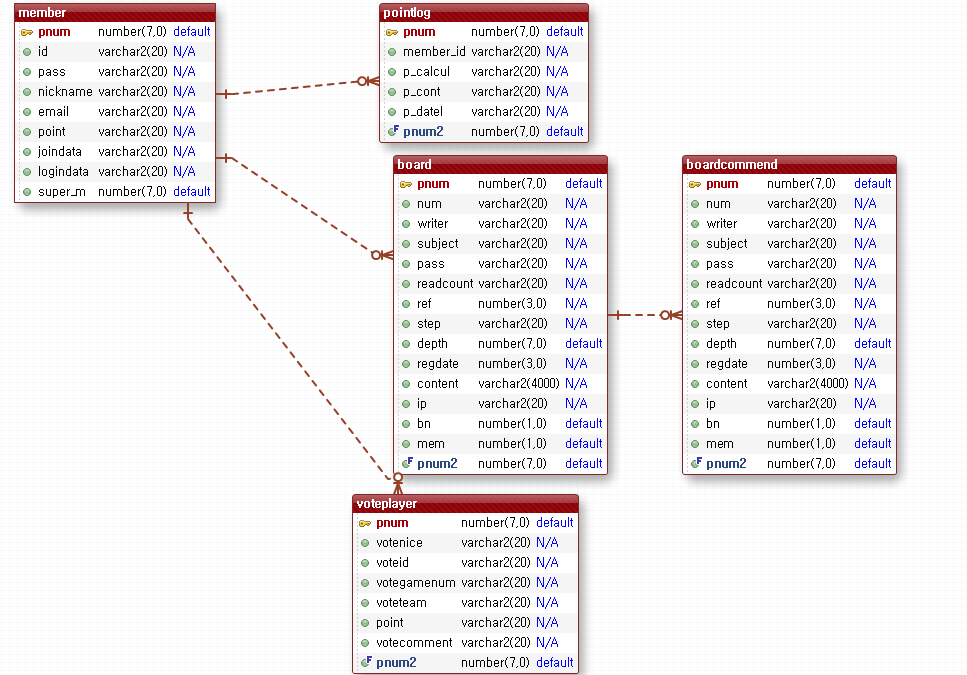 member
pnum number(7,0) default
id varchar2(20) N/A
pass varchar2(20) N/A
nickname varchar2(20) N/A
email varchar2(20) N/A
point varchar2(20) N/A
joindata varchar2(20) N/A
logindata varchar2(20) N/A
super_m number(7,0) default
pointlog
pnum number(7,0) default
member_id varchar2(20) N/A
p_calcul varchar2(20) N/A
p_cont varchar2(20) N/A
p_datel varchar2(20) N/A
pnum2 number(7,0) default
board
pnum number(7,0) default
num varchar2(20) N/A
writer varchar2(20) N/A
subject varchar2(20) N/A
pass varchar2(20) N/A
readcount varchar2(20) N/A
ref number(3,0) N/A
step varchar2(20) N/A
depth number(7,0) default
regdate number(3,0) N/A
content varchar2(4000) N/A
ip varchar2(20) N/A
bn number(1,0) default
mem number(1,0) default
pnum2 number(7,0) default
boardcommend
pnum number(7,0) default
num varchar2(20) N/A
writer varchar2(20) N/A
subject varchar2(20) N/A
pass varchar2(20) N/A
readcount varchar2(20) N/A
ref number(3,0) N/A
step varchar2(20) N/A
depth number(7,0) default
regdate number(3,0) N/A
content varchar2(4000) N/A
ip varchar2(20) N/A
bn number(1,0) default
mem number(1,0) default
pnum2 number(7,0) default
voteplayer
pnum number(7,0) default
votenice varchar2(20) N/A
voteid varchar2(20) N/A
votegamenum varchar2(20) N/A
voteteam varchar2(20) N/A
point varchar2(20) N/A
votecomment varchar2(20) N/A
pnum2 number(7,0) default